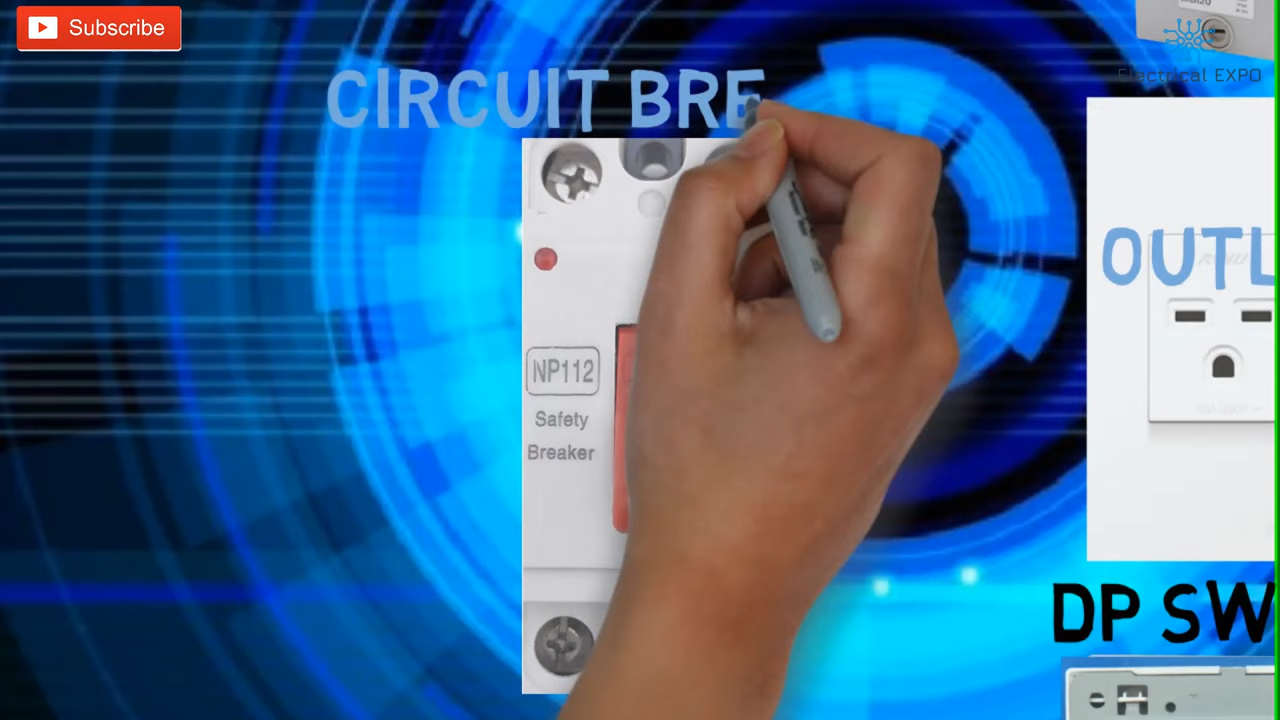 Subscribe
Electrical EXPO
CIRCUIT BRE
OUTL
NP112
Safety
Breaker
DP SW